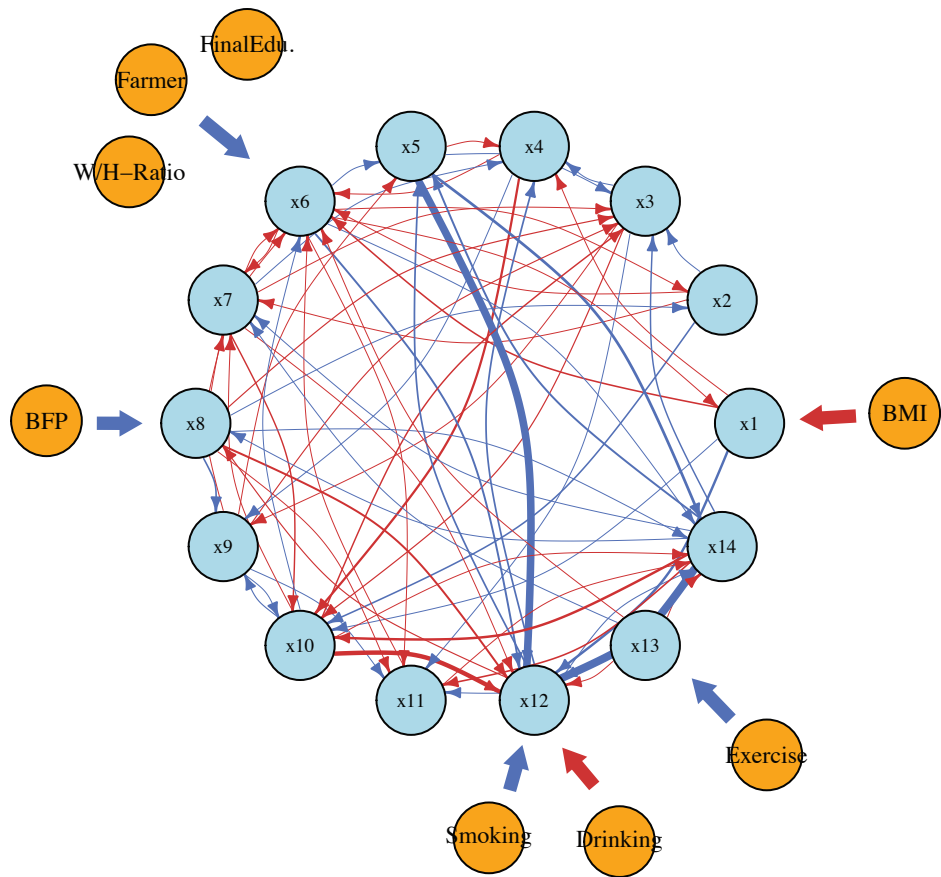 FinalEdu.
Farmer
W/H−Ratio
x5
x4
x6
x3
x7
x2
BFP
x8
x1
BMI
x9
x14
x10
x13
x11
x12
Exercise
Smoking
Drinking